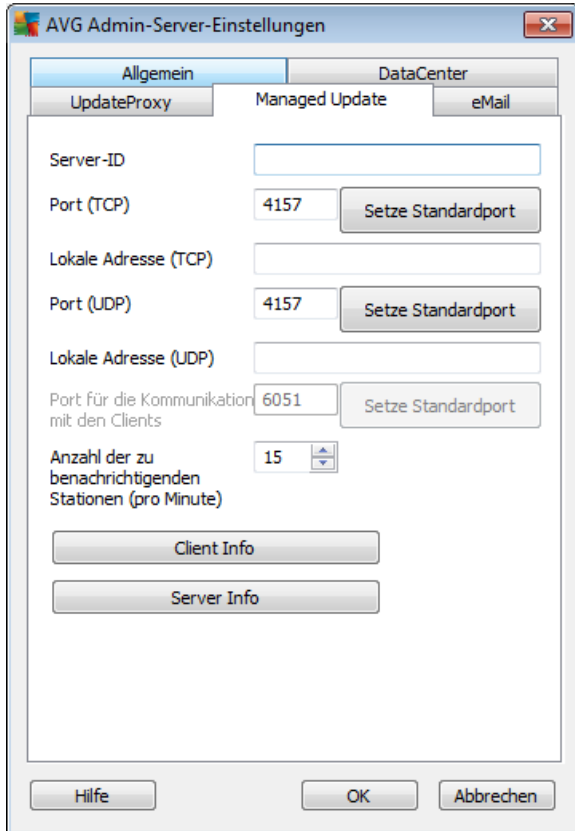 AVG Admin-Server-Einstellungen
Allgemein
DataCenter
UpdateProxy
Managed Update
eMail
Server-ID
Port (TCP)
4157
Setze Standardport
Lokale Adresse (TCP)
Port (UDP)
4157
Setze Standardport
Lokale Adresse (UDP)
Port für die Kommunikation
mit den Clients
6051
Setze Standardport
Anzahl der zu
benachrichtigenden
Stationen (pro Minute)
15
Client Info
Server Info
Hilfe
OK
Abbrechen